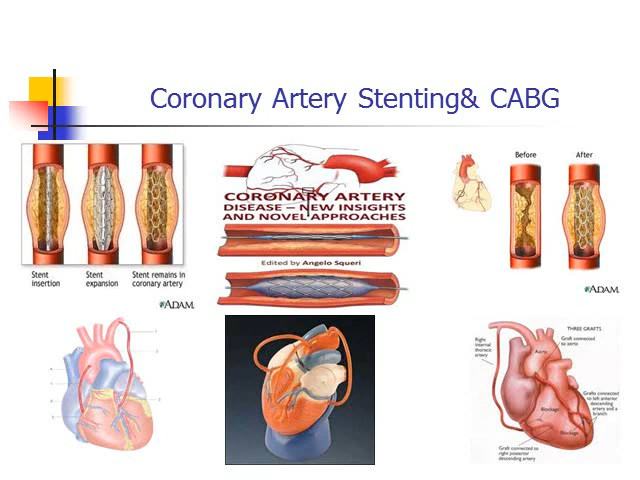 Coronary Artery Stenting& CABG
Stent
insertion
Stent
expansion
Stent remains in
coronary artery
ADAM.
CORONARY ARTERY
DISEASE – NEW INSIGHTS
AND NOVEL APPROACHES
Edited by Angelo Squeri
Before
After
ADAM.
THREE GRAFTS
Right
internal
thoracic
artery
Graft connected
to aorta
Aorta
Grafts connected
to left anterior
descending
artery and a
branch
Blockage
Blockage
Graft connected to
right posterior
descending artery